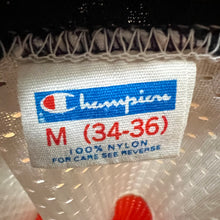 Champion
M (34-36)
100% NYLON
FOR CARE SEE REVERSE